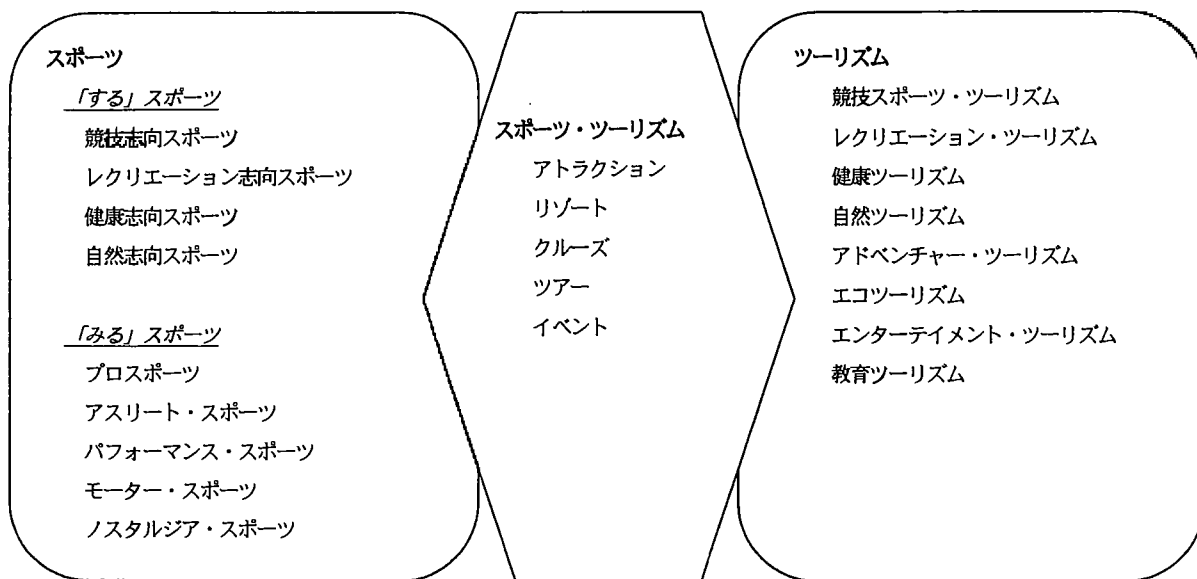 スポーツ
「する」スポーツ
競技志向スポーツ
レクリエーション志向スポーツ
健康志向スポーツ
自然志向スポーツ
「みる」スポーツ
プロスポーツ
アスリート・スポーツ
パフォーマンス・スポーツ
モーター・スポーツ
ノスタルジア・スポーツ
スポーツ・ツーリズム
アトラクション
リゾート
クルーズ
ツアー
イベント
ツーリズム
競技スポーツ・ツーリズム
レクリエーション・ツーリズム
健康ツーリズム
自然ツーリズム
アドベンチャー・ツーリズム
エコツーリズム
エンターテイメント・ツーリズム
教育ツーリズム